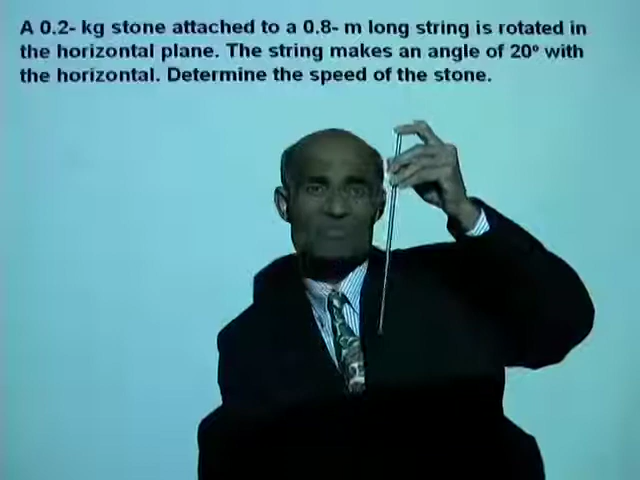 A 0.2- kg stone attached to a 0.8- m long string is rotated in
the horizontal plane. The string makes an angle of 20º with
the horizontal. Determine the speed of the stone.